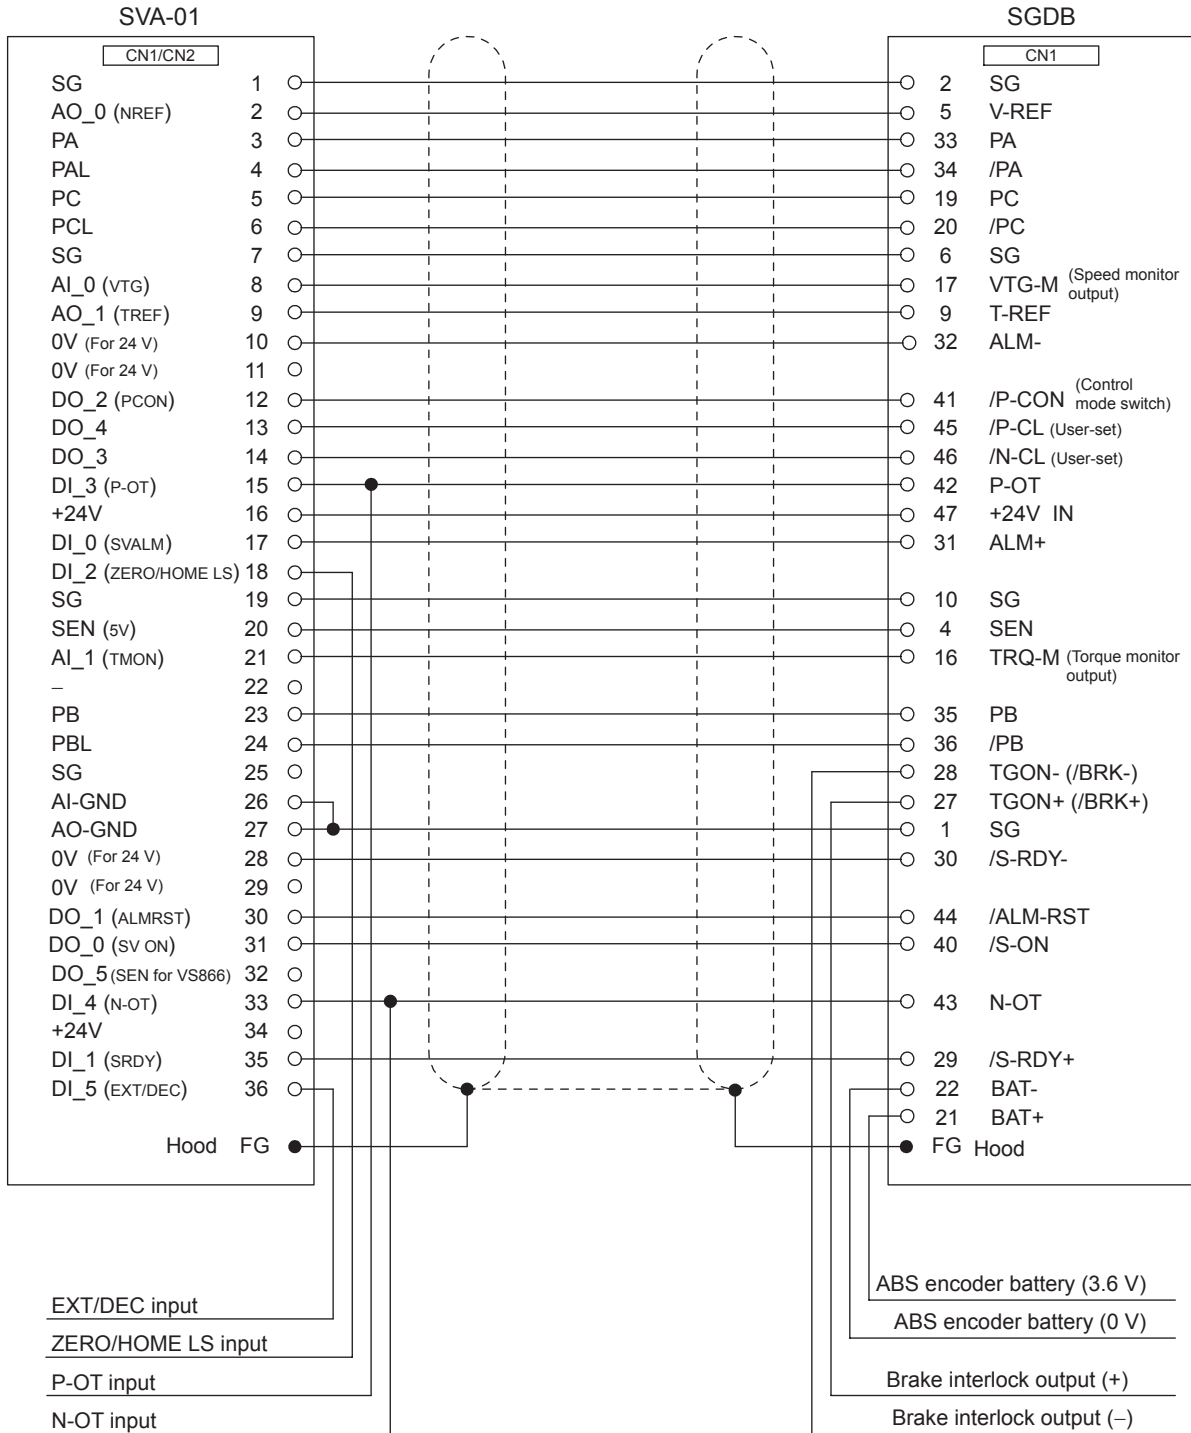 SVA-01 SGDB
CN1/CN2 CN1
SG 1 2 SG
AO_0 (NREF) 2 5 V-REF
PA 3 33 PA
PAL 4 34 /PA
PC 5 19 PC
PCL 6 20 /PC
SG 7 6 SG
AI_0 (VTG) 8 17 VTG-M (Speed monitor output)
AO_1 (TREF) 9 9 T-REF
0V (For 24 V) 10 32 ALM-
0V (For 24 V) 11
DO_2 (PCON) 12 41 /P-CON (Control mode switch)
DO_4 13 45 /P-CL (User-set)
DO_3 14 46 /N-CL (User-set)
DI_3 (P-OT) 15 42 P-OT
+24V 16 47 +24V IN
DI_0 (SVALM) 17 31 ALM+
DI_2 (ZERO/HOME LS) 18
SG 19 10 SG
SEN (5V) 20 4 SEN
AI_1 (TMON) 21 16 TRQ-M (Torque monitor output)
– 22
PB 23 35 PB
PBL 24 36 /PB
SG 25 28 TGON- (/BRK-)
AI-GND 26 27 TGON+ (/BRK+)
AO-GND 27 1 SG
0V (For 24 V) 28 30 /S-RDY-
0V (For 24 V) 29
DO_1 (ALMRST) 30 44 /ALM-RST
DO_0 (SV ON) 31 40 /S-ON
DO_5 (SEN for VS866) 32
DI_4 (N-OT) 33 43 N-OT
+24V 34
DI_1 (SRDY) 35 29 /S-RDY+
DI_5 (EXT/DEC) 36 22 BAT-
21 BAT+
Hood FG FG Hood
ABS encoder battery (3.6 V)
EXT/DEC input
ABS encoder battery (0 V)
ZERO/HOME LS input
P-OT input Brake interlock output (+)
N-OT input Brake interlock output (–)